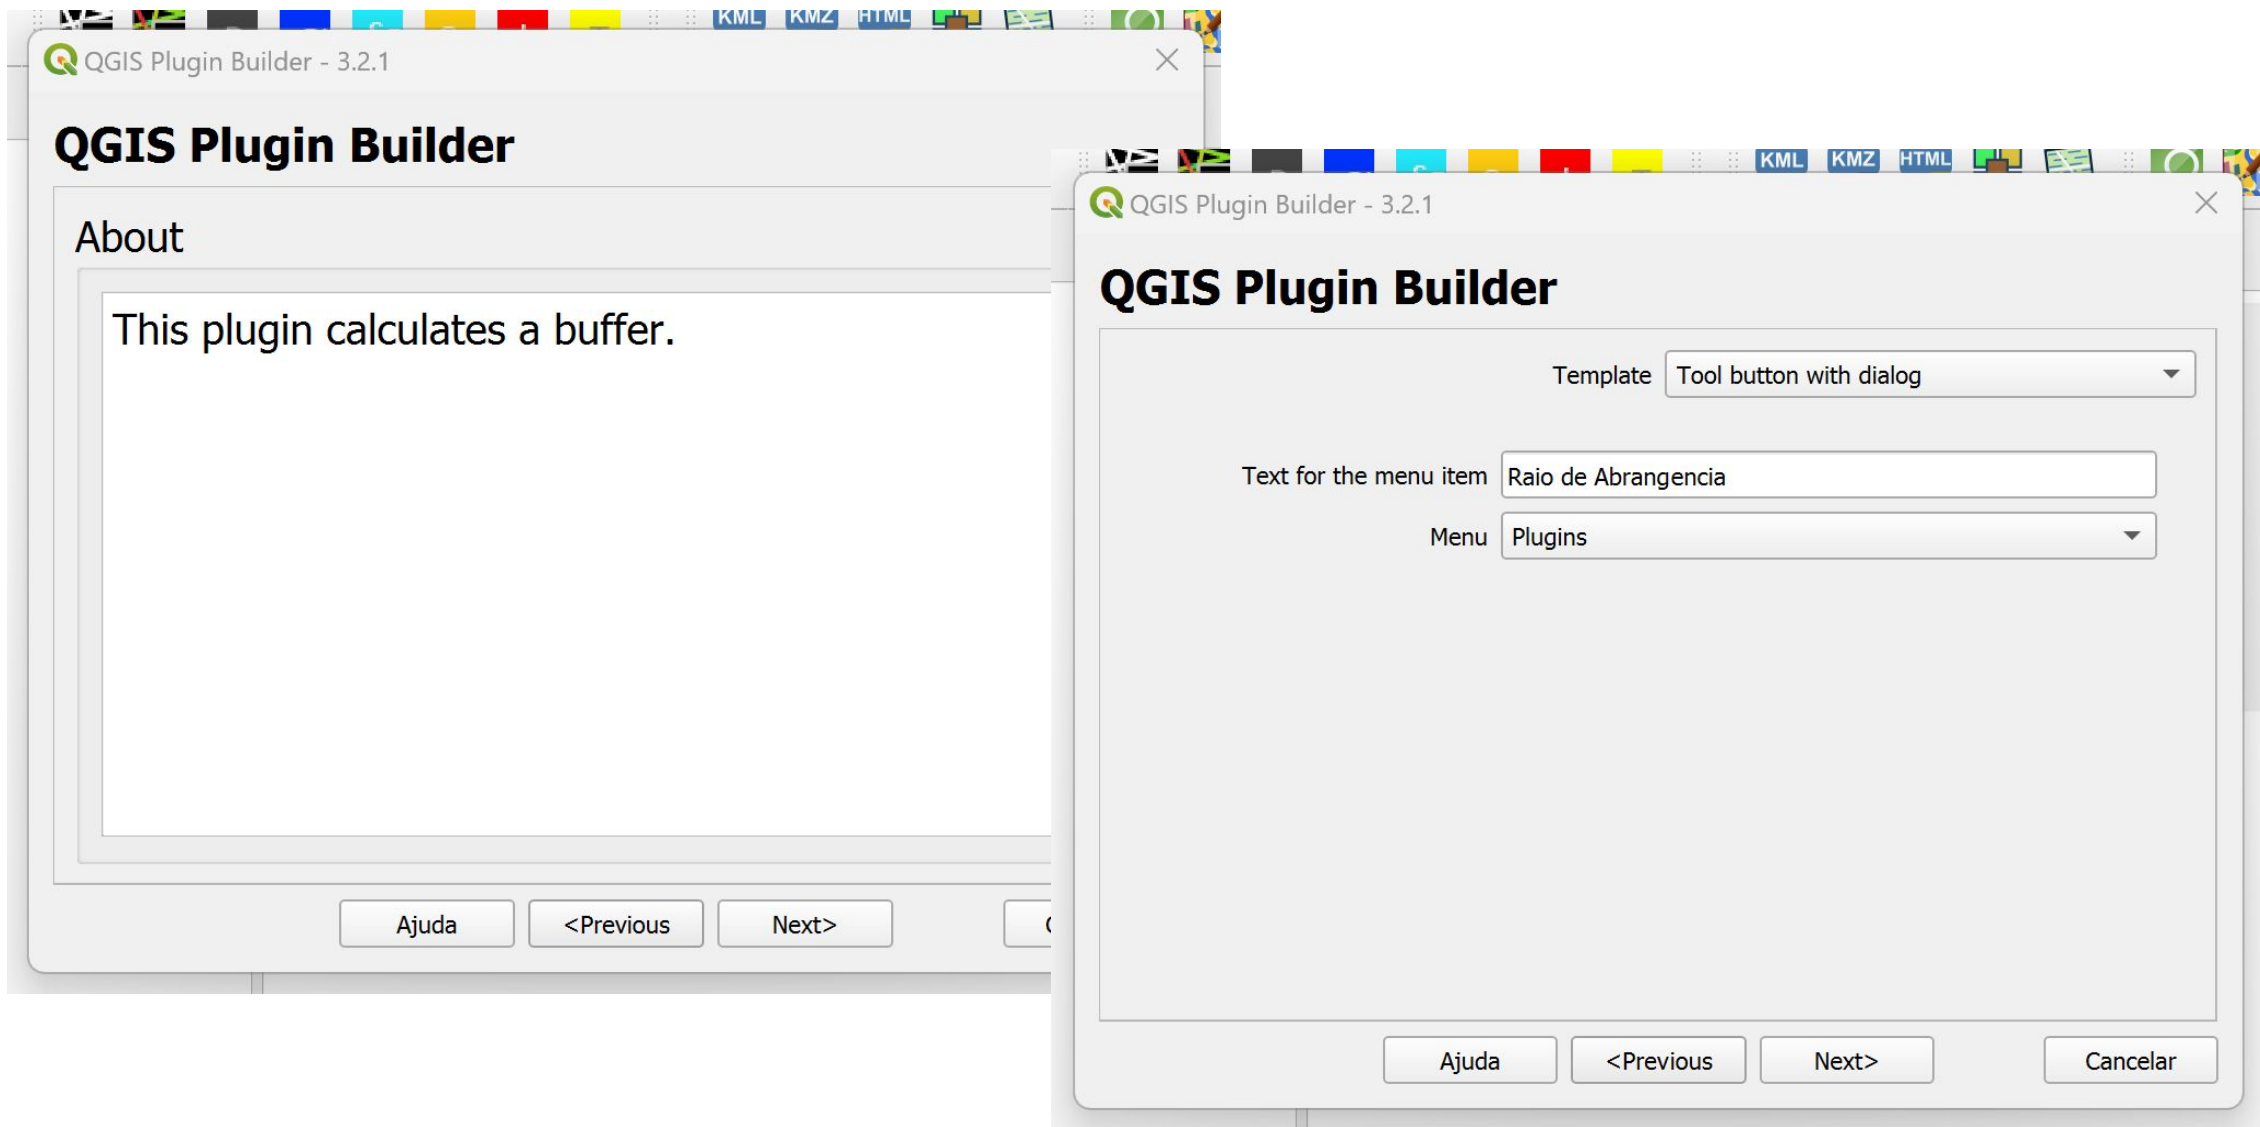 KML KMZ HTML
QGIS Plugin Builder - 3.2.1
QGIS Plugin Builder
About
This plugin calculates a buffer.
Ajuda <Previous Next>
KML KMZ HTML
QGIS Plugin Builder - 3.2.1
QGIS Plugin Builder
Template Tool button with dialog
Text for the menu item Raio de Abrangencia
Menu Plugins
Ajuda <Previous Next> Cancelar